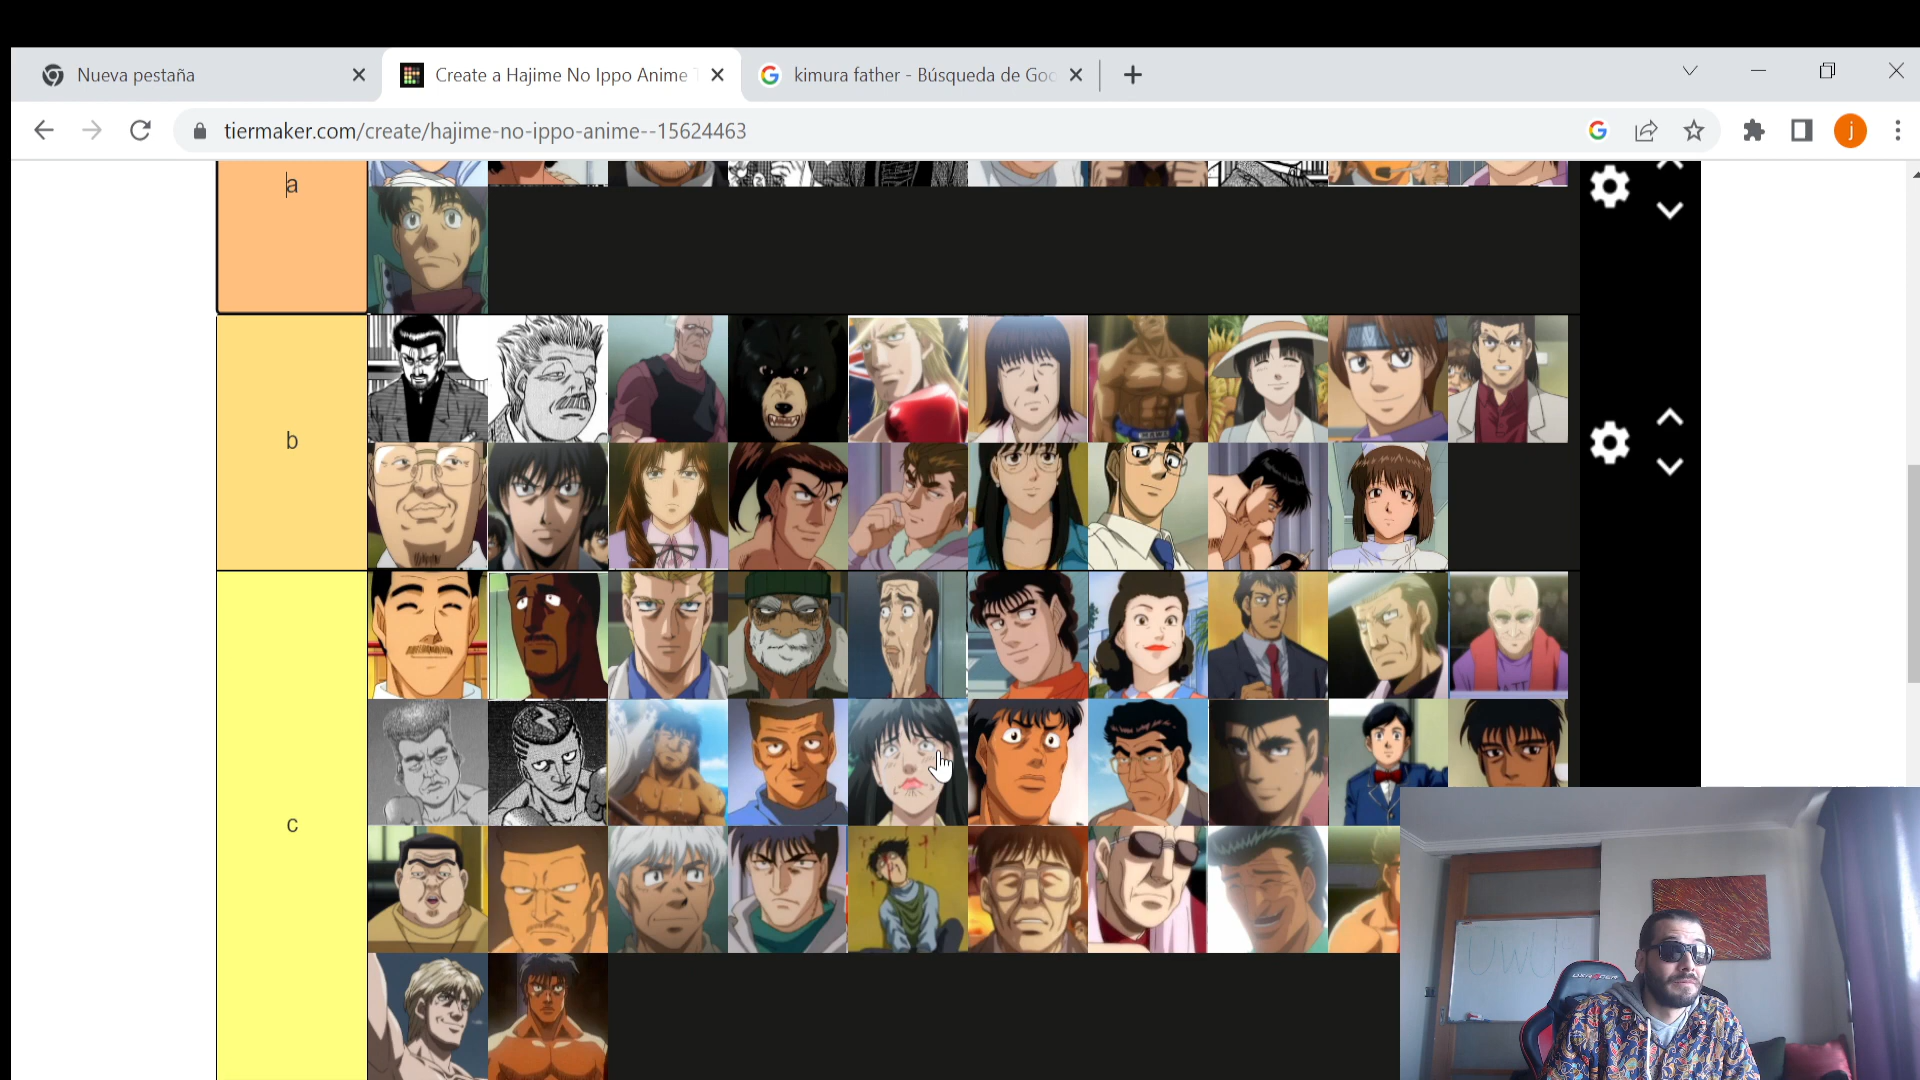 Nueva pestaña
Create a Hajime No Ippo Anime
kimura father - Búsqueda de Goo
tiermaker.com/create/hajime-no-ippo-anime--15624463
j
a
b
c
UWU